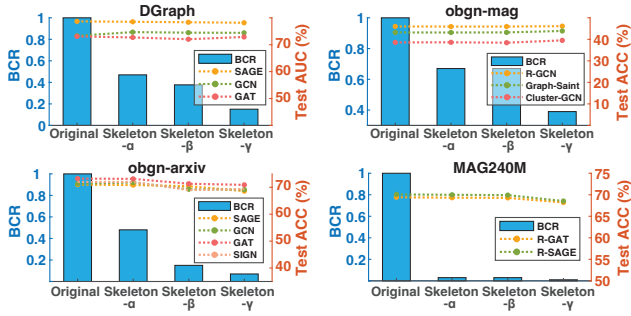 DGraph
BCR
1
0.8
0.6
0.4
0.2
0
Original Skeleton Skeleton Skeleton
-α -β -γ
BCR
SAGE
GCN
GAT
70
60
50
Test AUC (%)
obgn-mag
BCR
1
0.8
0.6
0.4
Original Skeleton Skeleton Skeleton
-α -β -γ
BCR
R-GCN
Graph-Saint
Cluster-GCN
40
30
20
10
0
Test ACC (%)
obgn-arxiv
BCR
1
0.8
0.6
0.4
0.2
Original Skeleton Skeleton Skeleton
-α -β -γ
BCR
SAGE
GCN
GAT
SIGN
70
60
50
40
Test ACC (%)
MAG240M
BCR
1
0.8
0.6
0.4
0.2
Original Skeleton Skeleton Skeleton
-α -β -γ
BCR
R-GAT
R-SAGE
75
70
65
60
55
50
Test ACC (%)